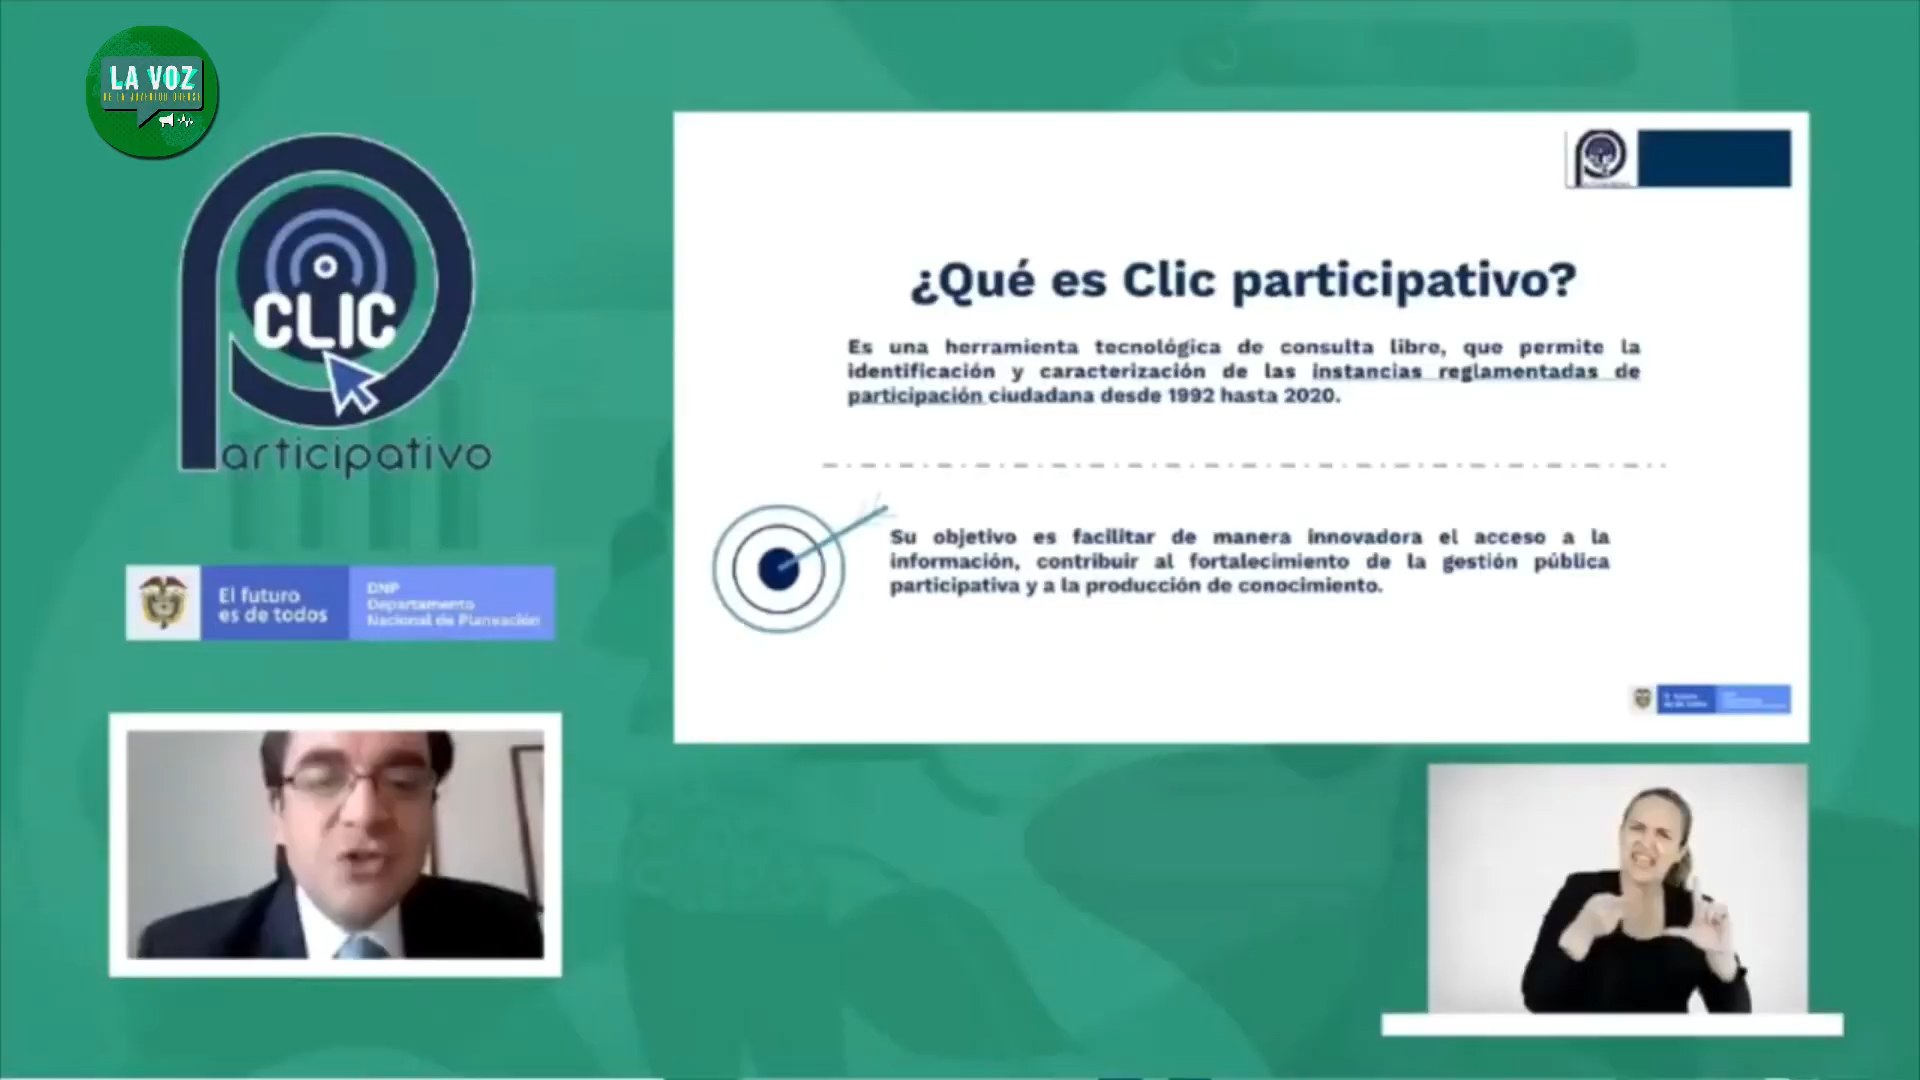 LA VOZ
CLIC
articipativo
El futuro
es de todos
DNP
Departamento
Nacional de Planeación
¿Qué es Clic participativo?
Es una herramienta tecnológica de consulta libre, que permite la
identificación y caracterización de las instancias reglamentadas de
participación ciudadana desde 1992 hasta 2020.
Su objetivo es facilitar de manera innovadora el acceso a la
información, contribuir al fortalecimiento de la gestión pública
participativa y a la producción de conocimiento.